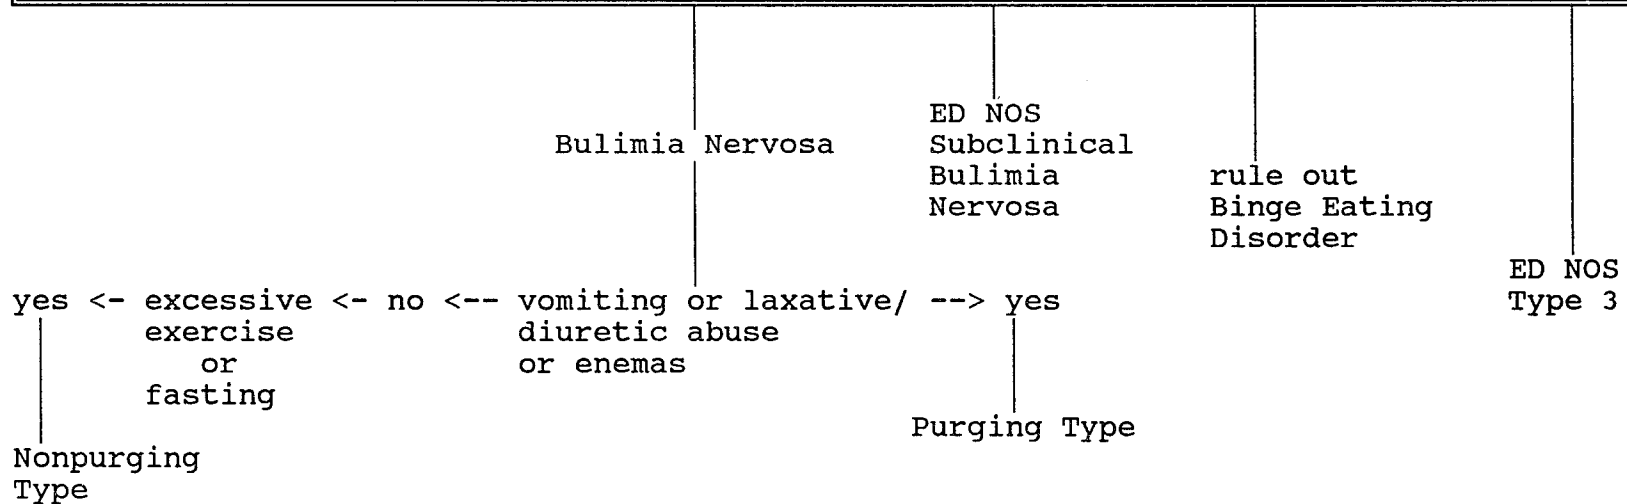 Bulimia Nervosa
ED NOS
Subclinical
Bulimia
Nervosa
rule out
Binge Eating
Disorder
ED NOS
Type 3
yes <- excessive <- no <-- vomiting or laxative/ --> yes
exercise
or
fasting
diuretic abuse
or enemas
Purging Type
Nonpurging
Type